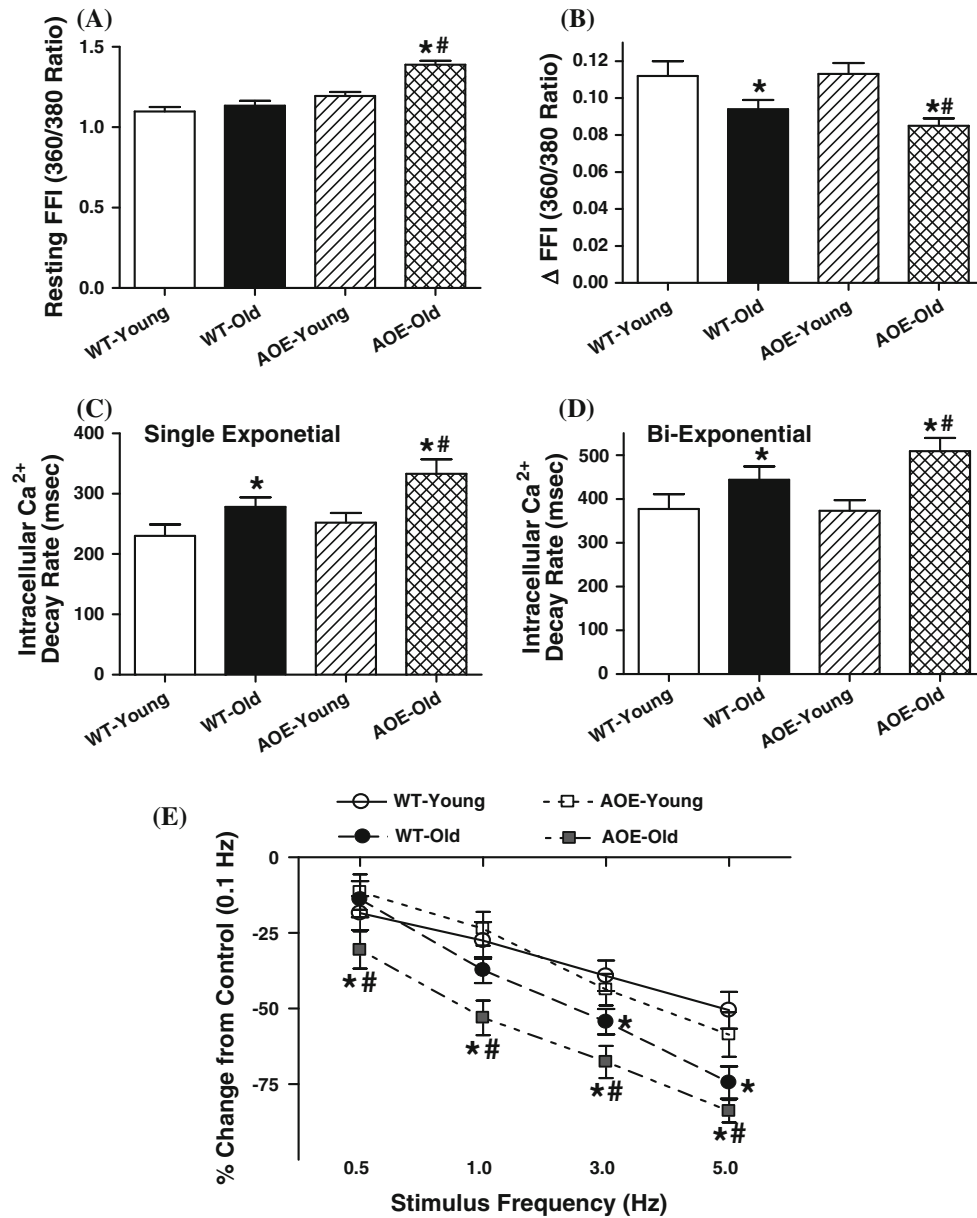 (A)
Resting FFI (360/380 Ratio)
1.5
1.0
0.5
0.0
*#
WT-Young
WT-Old
AOE-Young
AOE-Old
(B)
Δ FFI (360/380 Ratio)
0.12
0.10
0.08
0.06
0.04
0.02
0.00
*
*#
WT-Young
WT-Old
AOE-Young
AOE-Old
(C)
Single Exponetial
Intracellular Ca2+
Decay Rate (msec)
400
300
200
100
0
*
*#
WT-Young
WT-Old
AOE-Young
AOE-Old
(D)
Bi-Exponential
Intracellular Ca2+
Decay Rate (msec)
500
400
300
200
100
0
*
*#
WT-Young
WT-Old
AOE-Young
AOE-Old
(E)
WT-Young
AOE-Young
WT-Old
AOE-Old
% Change from Control (0.1 Hz)
0
-25
-50
-75
*#
*#
*
*#
*
*#
0.5
1.0
3.0
5.0
Stimulus Frequency (Hz)